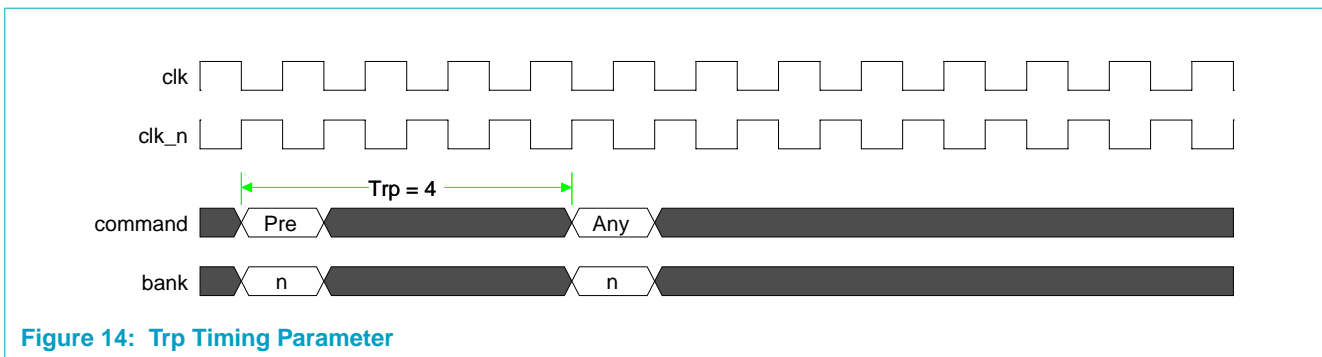 clk
clk_n
Trp = 4
command Pre Any
bank n n
Figure 14: Trp Timing Parameter